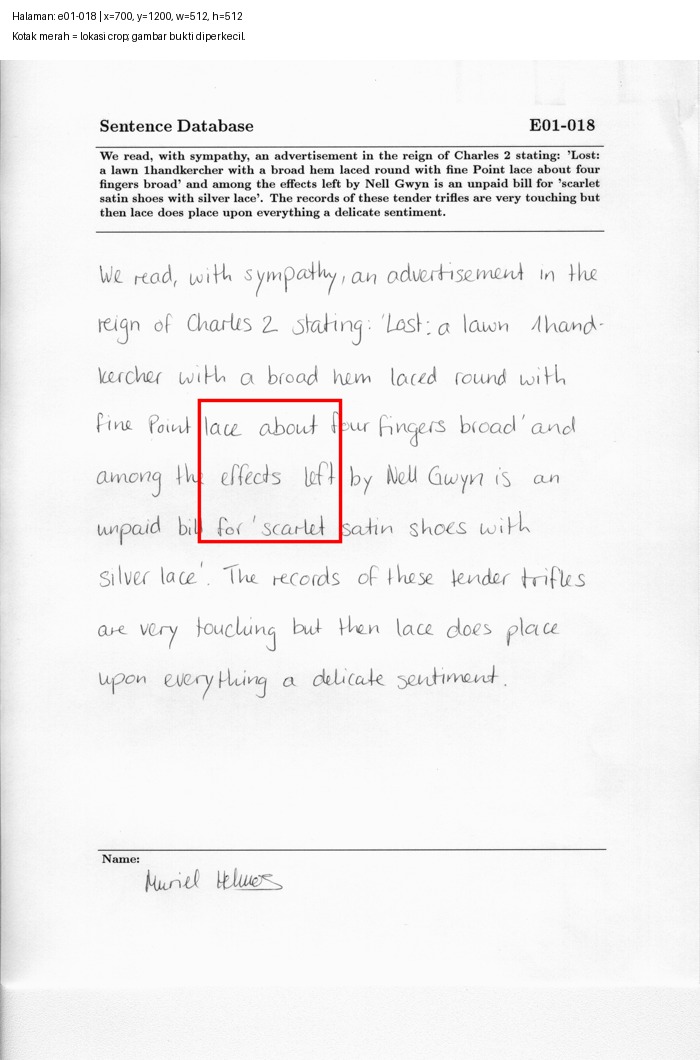 Halaman: e01-018 | x=700, y=1200, w=512, h=512
Kotak merah = lokasi crop; gambar bukti diperkecil.
Sentence Database E01-018
We read, with sympathy, an advertisement in the reign of Charles 2 stating: 'Lost:
a lawn 1handkercher with a broad hem laced round with fine Point lace about four
fingers broad' and among the effects left by Nell Gwyn is an unpaid bill for 'scarlet
satin shoes with silver lace'. The records of these tender trifles are very touching but
then lace does place upon everything a delicate sentiment.
We read, with sympathy, an advertisement in the
reign of Charles 2 stating: 'Lost: a lawn 1hand-
kercher with a broad hem laced round with
fine Point lace about four fingers broad' and
among the effects left by Nell Gwyn is an
unpaid bill for 'scarlet satin shoes with
silver lace'. The records of these tender trifles
are very touching but then lace does place
upon everything a delicate sentiment.
Name:
Muriel